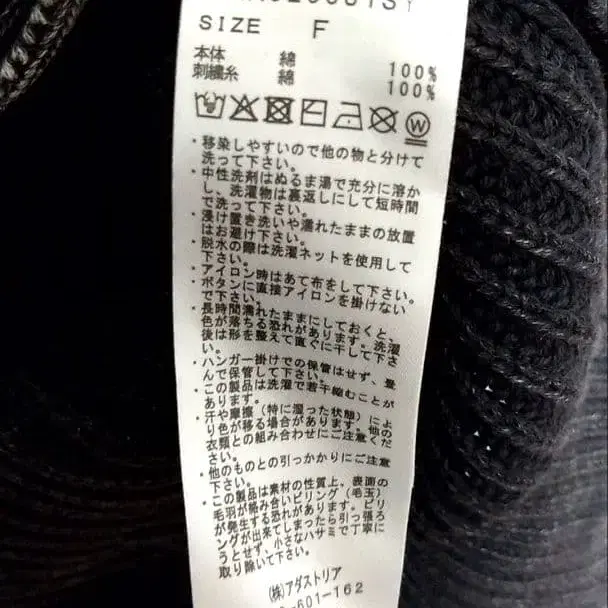 SIZE F
本体 綿 100%
刺繍糸 綿 100%
・移染しやすいので他の物と分けて
洗って下さい。
・中性洗剤はぬるま湯で充分に溶か
し、洗濯物は裏返しにして短時間
で洗って下さい。
・浸け置き洗いや濡れたままの放置
はお避け下さい。
・脱水の際は洗濯ネットを使用して
下さい。
・アイロン時はあて布をして下さい。
・ボタンに直接アイロンを掛けない
で下さい。
・長時間濡れたままにしておくと、
色が落ちる恐れがあります。洗濯
後は形を整えて直ぐに干して下さ
い。
・ハンガー掛けでの保管はせず、畳
んで保管して下さい。
・この製品は洗濯で若干縮むことが
あります。
・汗や摩擦（特に湿った状態）によ
り色が移る場合があります。他の
衣類との組み合わせにご注意くだ
さい。
・他のものとの引っかかりにご注意
下さい。
・この製品は素材の性質上、表面の
毛羽が絡み合いピリング（毛玉）
が発生する恐れがあります。ピリ
ングが出来てしまったら引っ張ろ
うとせず、小さなハサミで丁寧に
取り除いて下さい。
(株)アダストリア
-601-162